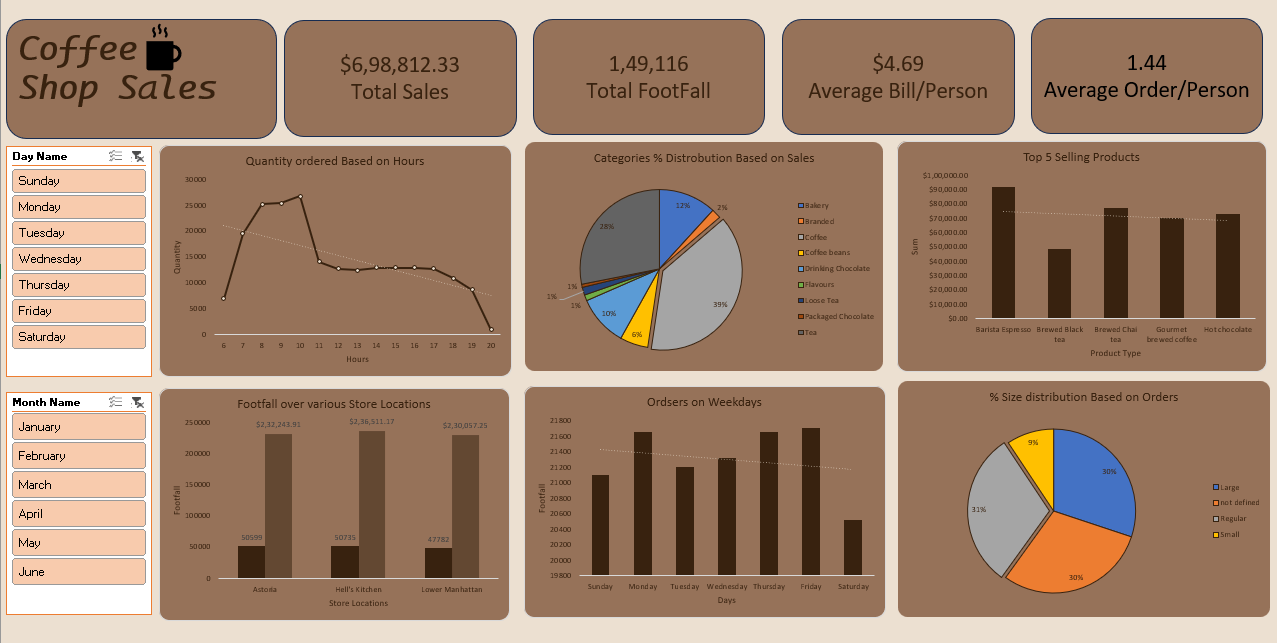 Coffee
Shop Sales
$6,98,812.33
Total Sales
1,49,116
Total FootFall
$4.69
Average Bill/Person
1.44
Average Order/Person
Day Name
Sunday
Monday
Tuesday
Wednesday
Thursday
Friday
Saturday
Quantity ordered Based on Hours
30000
25000
20000
15000
10000
5000
0
Quantity
6 7 8 9 10 11 12 13 14 15 16 17 18 19 20
Hours
Categories % Distrobution Based on Sales
12%
2%
39%
6%
10%
1%
1%
1%
28%
Bakery
Branded
Coffee
Coffee beans
Drinking Chocolate
Flavours
Loose Tea
Packaged Chocolate
Tea
Top 5 Selling Products
$1,00,000.00
$90,000.00
$80,000.00
$70,000.00
$60,000.00
$50,000.00
$40,000.00
$30,000.00
$20,000.00
$10,000.00
$0.00
Sum
Barista Espresso
Brewed Black
tea
Brewed Chai
tea
Gourmet
brewed coffee
Hot chocolate
Product Type
Month Name
January
February
March
April
May
June
Footfall over various Store Locations
250000
200000
150000
100000
50000
0
Footfall
$2,32,243.91
$2,36,511.17
$2,30,057.25
50599
50735
47782
Astoria
Hell's Kitchen
Lower Manhattan
Store Locations
Ordsers on Weekdays
21800
21600
21400
21200
21000
20800
20600
20400
20200
20000
19800
Footfall
Sunday Monday Tuesday Wednesday Thursday Friday Saturday
Days
% Size distribution Based on Orders
30%
30%
31%
9%
Large
not defined
Regular
Small